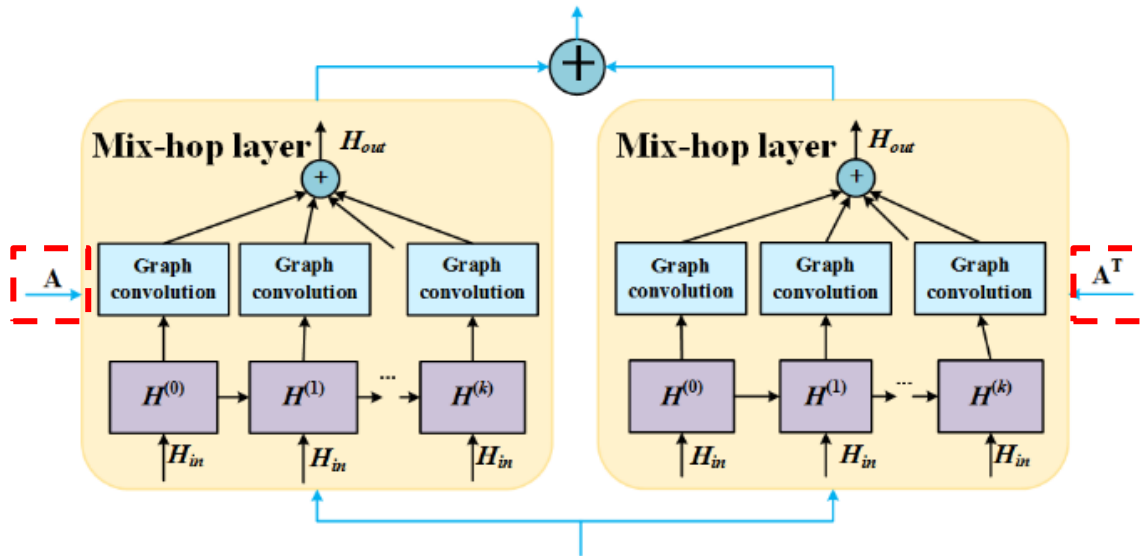 +
Mix-hop layer
H_out
+
A
Graph convolution
Graph convolution
Graph convolution
H^(0)
H^(1)
...
H^(k)
H_in
H_in
H_in
Mix-hop layer
H_out
+
Graph convolution
Graph convolution
Graph convolution
A^T
H^(0)
H^(1)
...
H^(k)
H_in
H_in
H_in